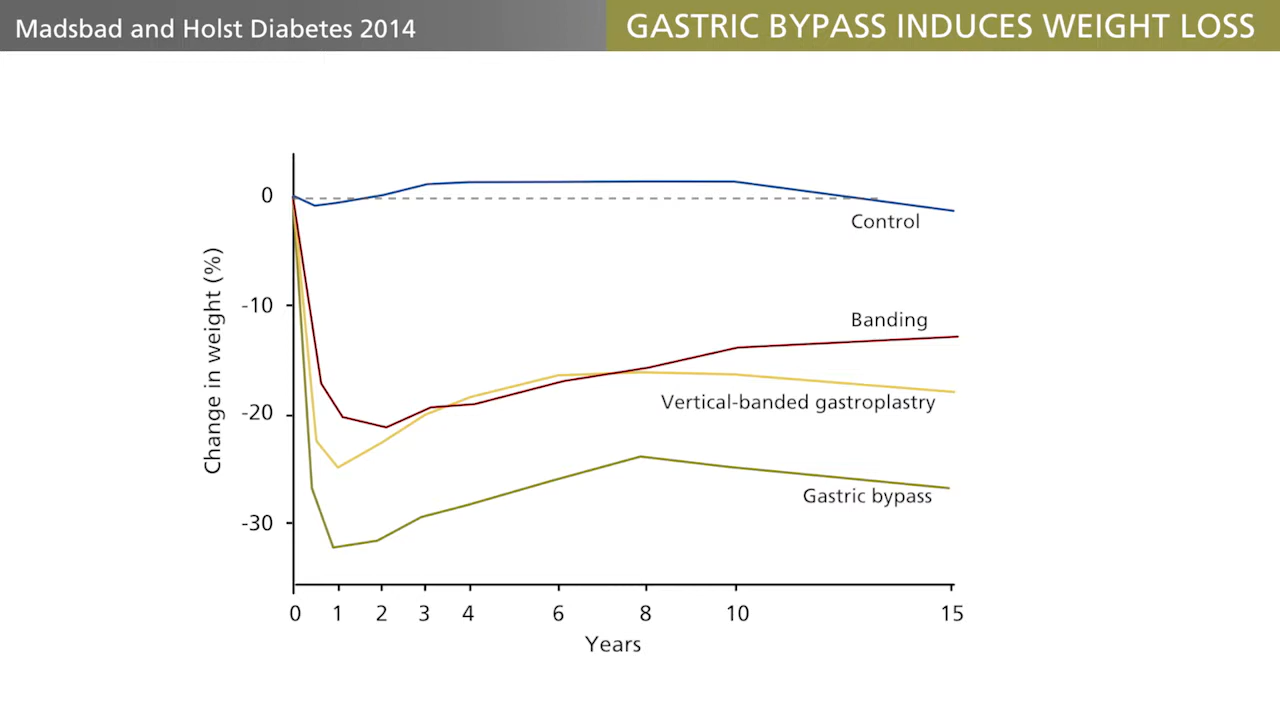 Madsbad and Holst Diabetes 2014
GASTRIC BYPASS INDUCES WEIGHT LOSS
Change in weight (%)
0
-10
-20
-30
Control
Banding
Vertical-banded gastroplastry
Gastric bypass
0 1 2 3 4 6 8 10 15
Years